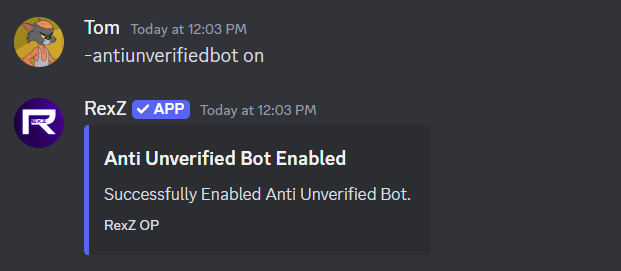 Tom Today at 12:03 PM
-antiunverifiedbot on
RexZ APP Today at 12:03 PM
R REXZ
Anti Unverified Bot Enabled
Successfully Enabled Anti Unverified Bot.
RexZ OP